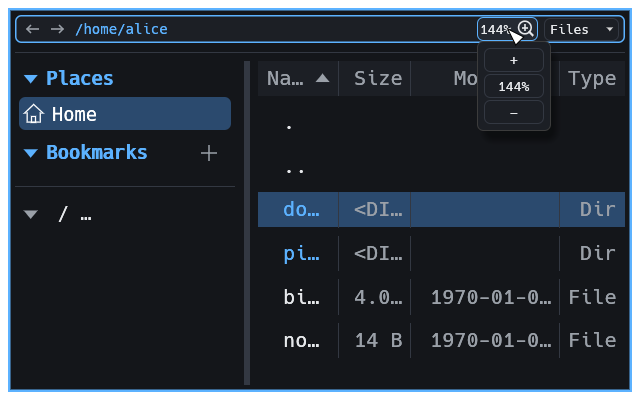 /home/alice 144% Files
+
144%
−
Places
Home
Bookmarks
/ …
Na… Size Mo Type
.
..
do… <DI… Dir
pi… <DI… Dir
bi… 4.0… 1970-01-0… File
no… 14 B 1970-01-0… File